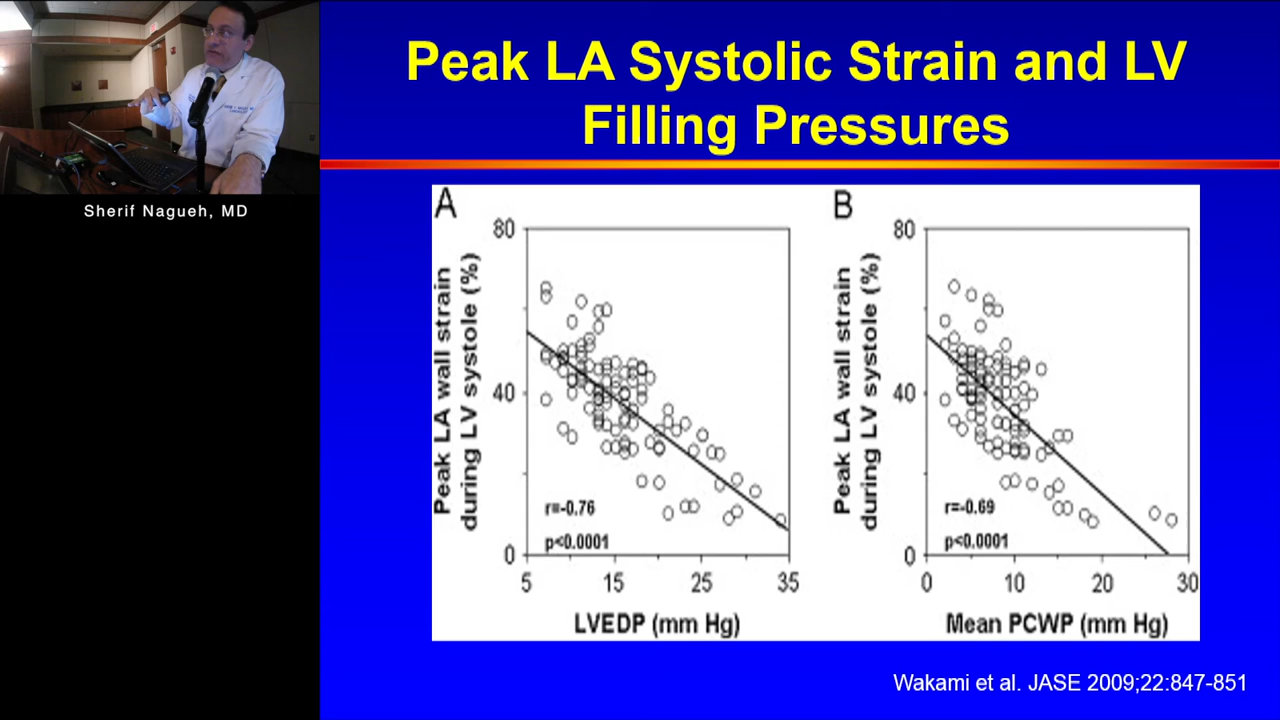 Peak LA Systolic Strain and LV
Filling Pressures
Sherif Nagueh, MD
A
80
40
0
5
15
25
35
Peak LA wall strain
during LV systole (%)
r=-0.76
p<0.0001
LVEDP (mm Hg)
B
80
40
0
0
10
20
30
Peak LA wall strain
during LV systole (%)
r=-0.69
p<0.0001
Mean PCWP (mm Hg)
Wakami et al. JASE 2009;22:847-851